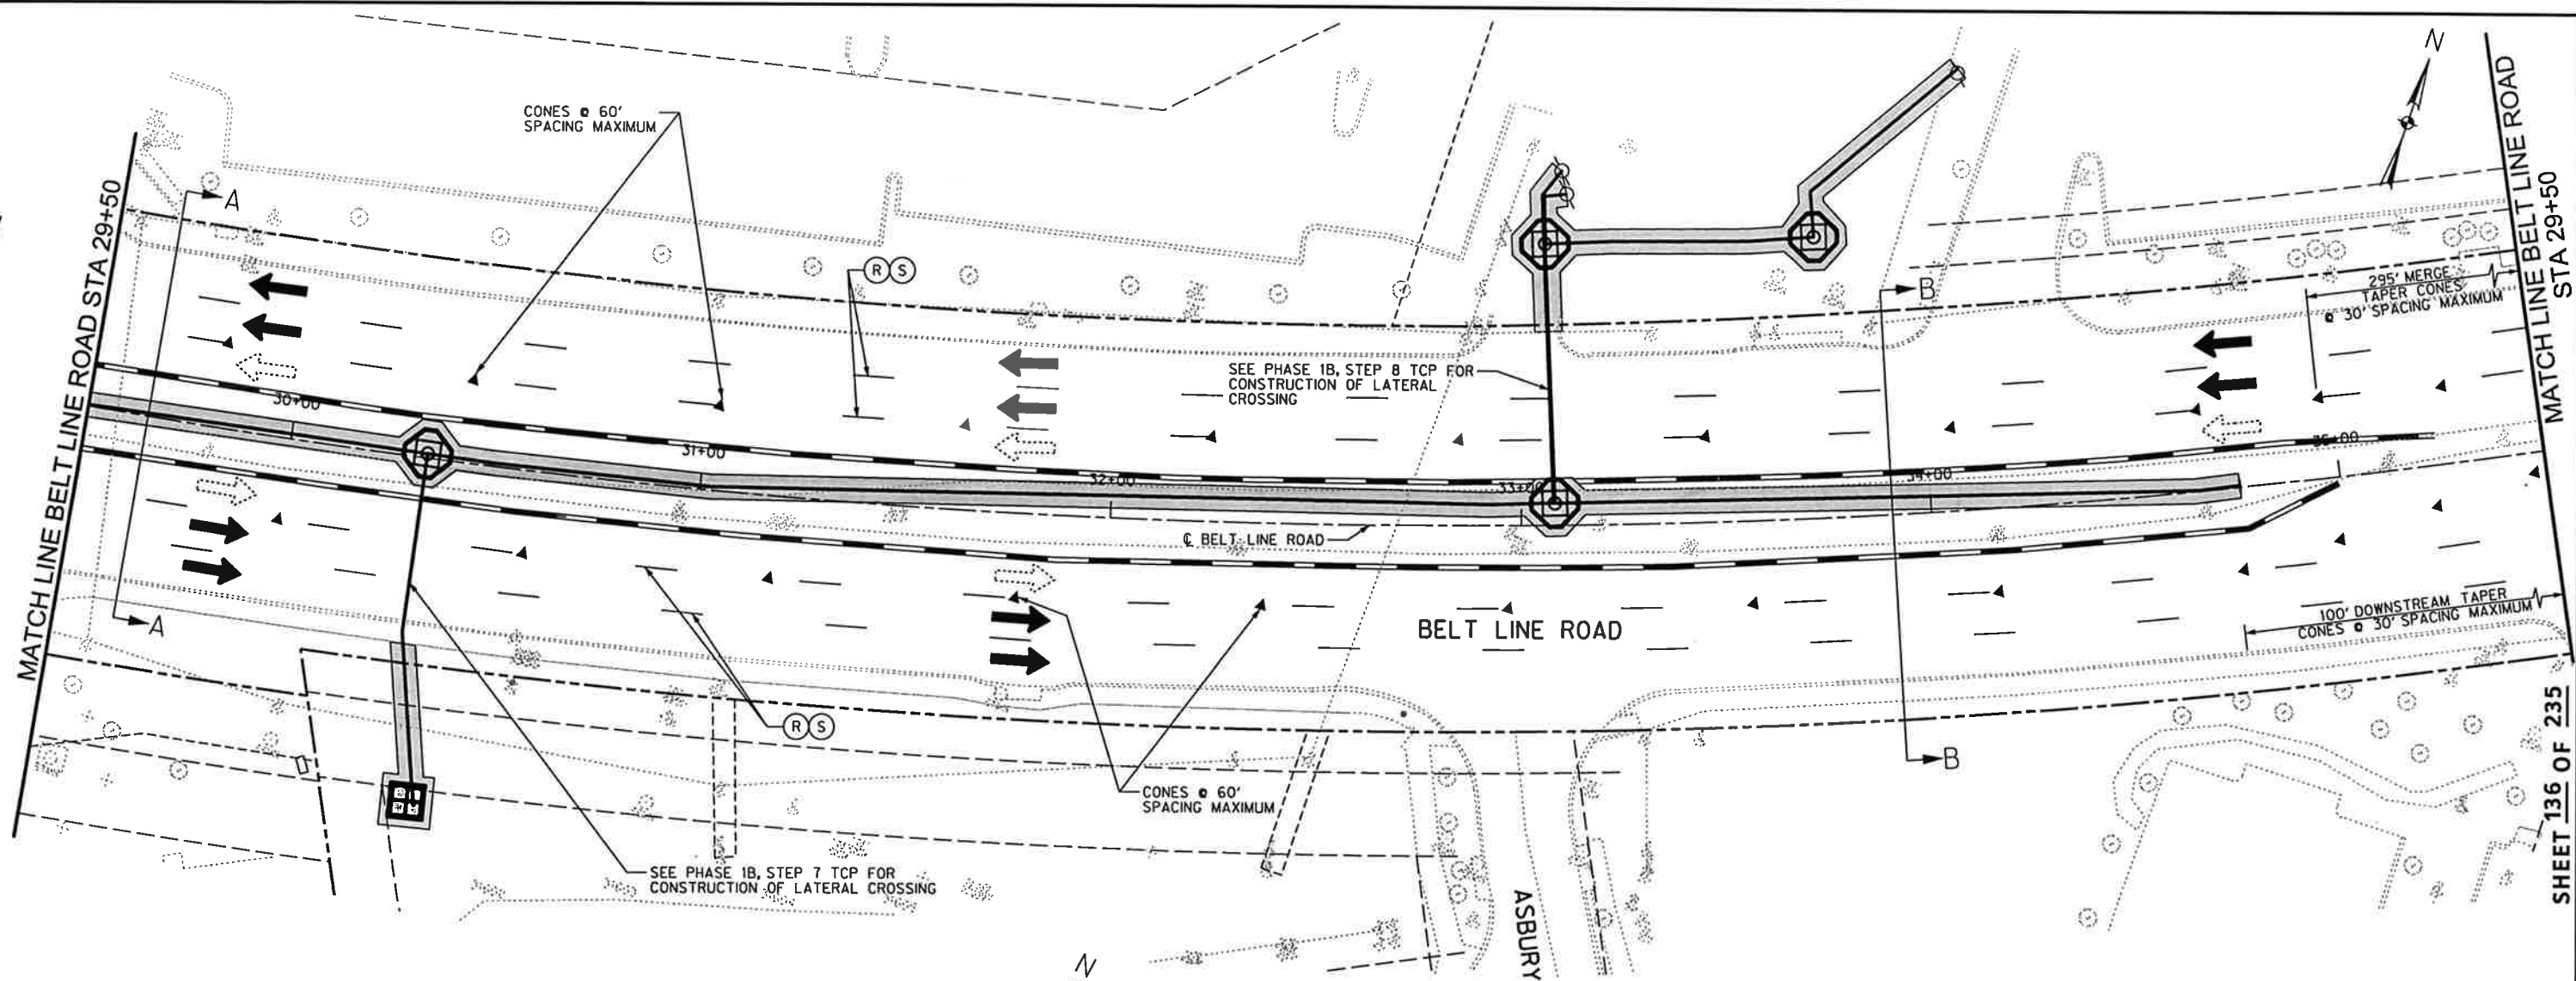 CONES @ 60'
SPACING MAXIMUM
N
MATCH LINE BELT LINE ROAD STA 29+50
A
R S
B
295' MERGE
TAPER CONES
@ 30' SPACING MAXIMUM
MATCH LINE BELT LINE ROAD
STA 29+50
SEE PHASE 1B, STEP 8 TCP FOR
CONSTRUCTION OF LATERAL
CROSSING
30+00
31+00
32+00
33+00
34+00
35+00
℄ BELT LINE ROAD
A
BELT LINE ROAD
100' DOWNSTREAM TAPER
CONES @ 30' SPACING MAXIMUM
R S
B
CONES @ 60'
SPACING MAXIMUM
SEE PHASE 1B, STEP 7 TCP FOR
CONSTRUCTION OF LATERAL CROSSING
ASBURY
N
SHEET 136 OF 235